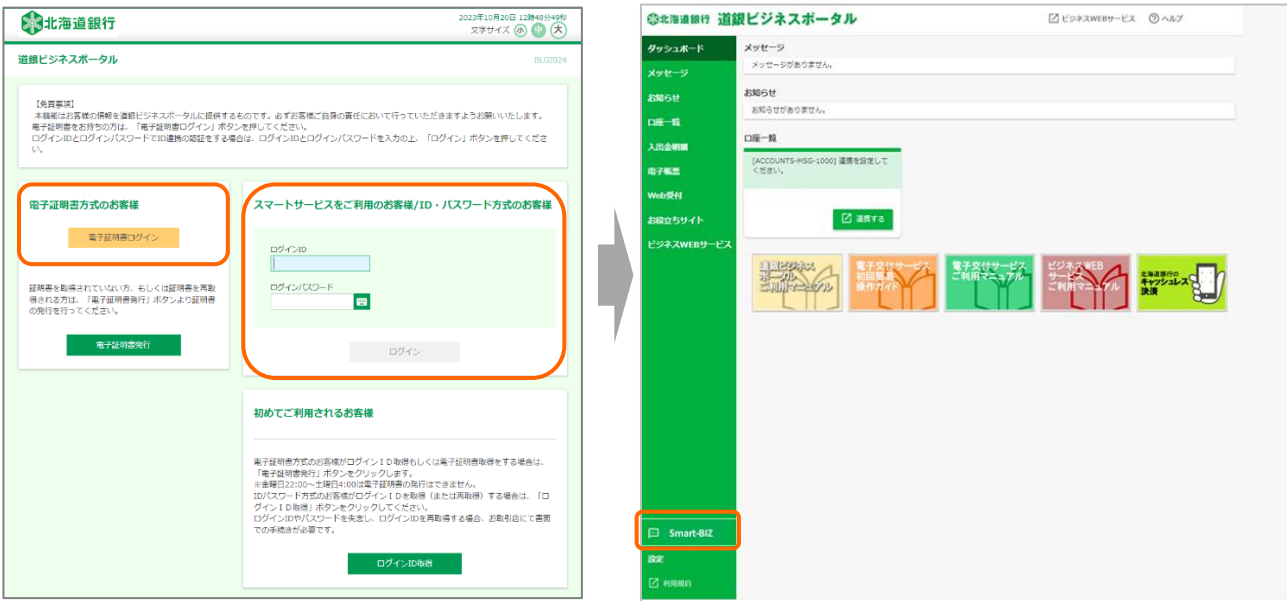 北海道銀行
2023年10月20日 12時48分49秒
文字サイズ 小 中 大
道銀ビジネスポータル
BLGI024
【免責事項】
本機能はお客様の情報を道銀ビジネスポータルに提供するものです。必ずお客様ご自身の責任において行っていただきますようお願いいたします。
電子証明書をお持ちの方は、「電子証明書ログイン」ボタンを押してください。
ログインIDとログインパスワードでID連携の認証をする場合は、ログインIDとログインパスワードを入力の上、「ログイン」ボタンを押してくださ
い。
電子証明書方式のお客様
電子証明書ログイン
証明書を取得されていない方、もしくは証明書を再取
得される方は、「電子証明書発行」ボタンより証明書
の発行を行ってください。
電子証明書発行
スマートサービスをご利用のお客様/ID・パスワード方式のお客様
ログインID
ログインパスワード
ログイン
初めてご利用されるお客様
電子証明書方式のお客様がログインＩＤ取得もしくは電子証明書取得をする場合は、
「電子証明書発行」ボタンをクリックします。
※金曜日22:00～土曜日4:00は電子証明書の発行はできません。
IDパスワード方式のお客様がログインＩＤを取得（または再取得）する場合は、「ロ
グインＩＤ取得」ボタンをクリックしてください。
ログインIDやパスワードを失念し、ログインIDを再取得する場合、お取引店にて書面
での手続きが必要です。
ログインID取得
北海道銀行 道銀ビジネスポータル
ビジネスWEBサービス
ヘルプ
ダッシュボード
メッセージ
お知らせ
口座一覧
入出金明細
電子帳票
Web受付
お役立ちサイト
ビジネスWEBサービス
Smart-BIZ
設定
利用規約
メッセージ
メッセージがありません。
お知らせ
お知らせがありません。
口座一覧
[ACCOUNTS-MSG-1000] 連携を設定して
ください。
連携する
道銀ビジネス
ポータル
ご利用マニュアル
電子交付サービス
初回登録
操作ガイド
電子交付サービス
ご利用マニュアル
ビジネスWEB
サービス
ご利用マニュアル
北海道銀行の
キャッシュレス
決済